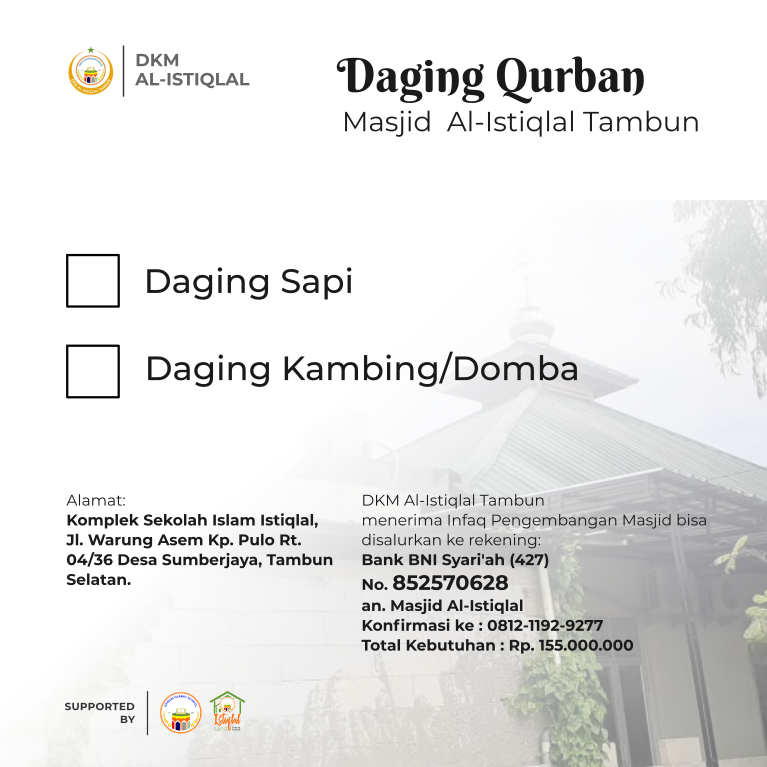 DKM
AL-ISTIQLAL
Daging Qurban
Masjid Al-Istiqlal Tambun
Daging Sapi
Daging Kambing/Domba
Alamat:
Komplek Sekolah Islam Istiqlal,
Jl. Warung Asem Kp. Pulo Rt.
04/36 Desa Sumberjaya, Tambun
Selatan.
DKM Al-Istiqlal Tambun
menerima Infaq Pengembangan Masjid bisa
disalurkan ke rekening:
Bank BNI Syari'ah (427)
No. 852570628
an. Masjid Al-Istiqlal
Konfirmasi ke : 0812-1192-9277
Total Kebutuhan : Rp. 155.000.000
SUPPORTED
BY
Istiqlal